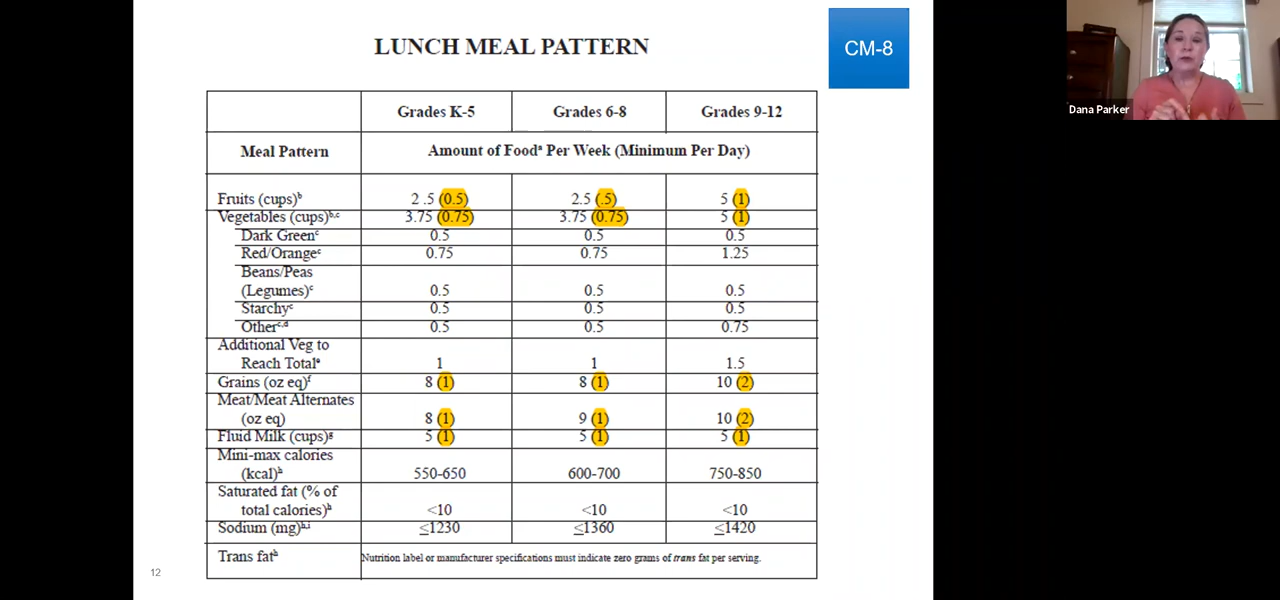 LUNCH MEAL PATTERN
CM-8
Dana Parker
Grades K-5 Grades 6-8 Grades 9-12
Meal Pattern Amount of Foodᵃ Per Week (Minimum Per Day)
Fruits (cups)ᵇ 2 .5 (0.5) 2.5 (.5) 5 (1)
Vegetables (cups)ᵇ,ᶜ 3.75 (0.75) 3.75 (0.75) 5 (1)
Dark Greenᶜ 0.5 0.5 0.5
Red/Orangeᶜ 0.75 0.75 1.25
Beans/Peas
(Legumes)ᶜ 0.5 0.5 0.5
Starchyᶜ 0.5 0.5 0.5
Otherᶜ,ᵈ 0.5 0.5 0.75
Additional Veg to
Reach Totalᵉ 1 1 1.5
Grains (oz eq)ᶠ 8 (1) 8 (1) 10 (2)
Meat/Meat Alternates
(oz eq) 8 (1) 9 (1) 10 (2)
Fluid Milk (cups)ᵍ 5 (1) 5 (1) 5 (1)
Mini-max calories
(kcal)ʰ 550-650 600-700 750-850
Saturated fat (% of
total calories)ʰ <10 <10 <10
Sodium (mg)ʰ,ⁱ ≤1230 ≤1360 ≤1420
Trans fatʰ Nutrition label or manufacturer specifications must indicate zero grams of trans fat per serving.
12